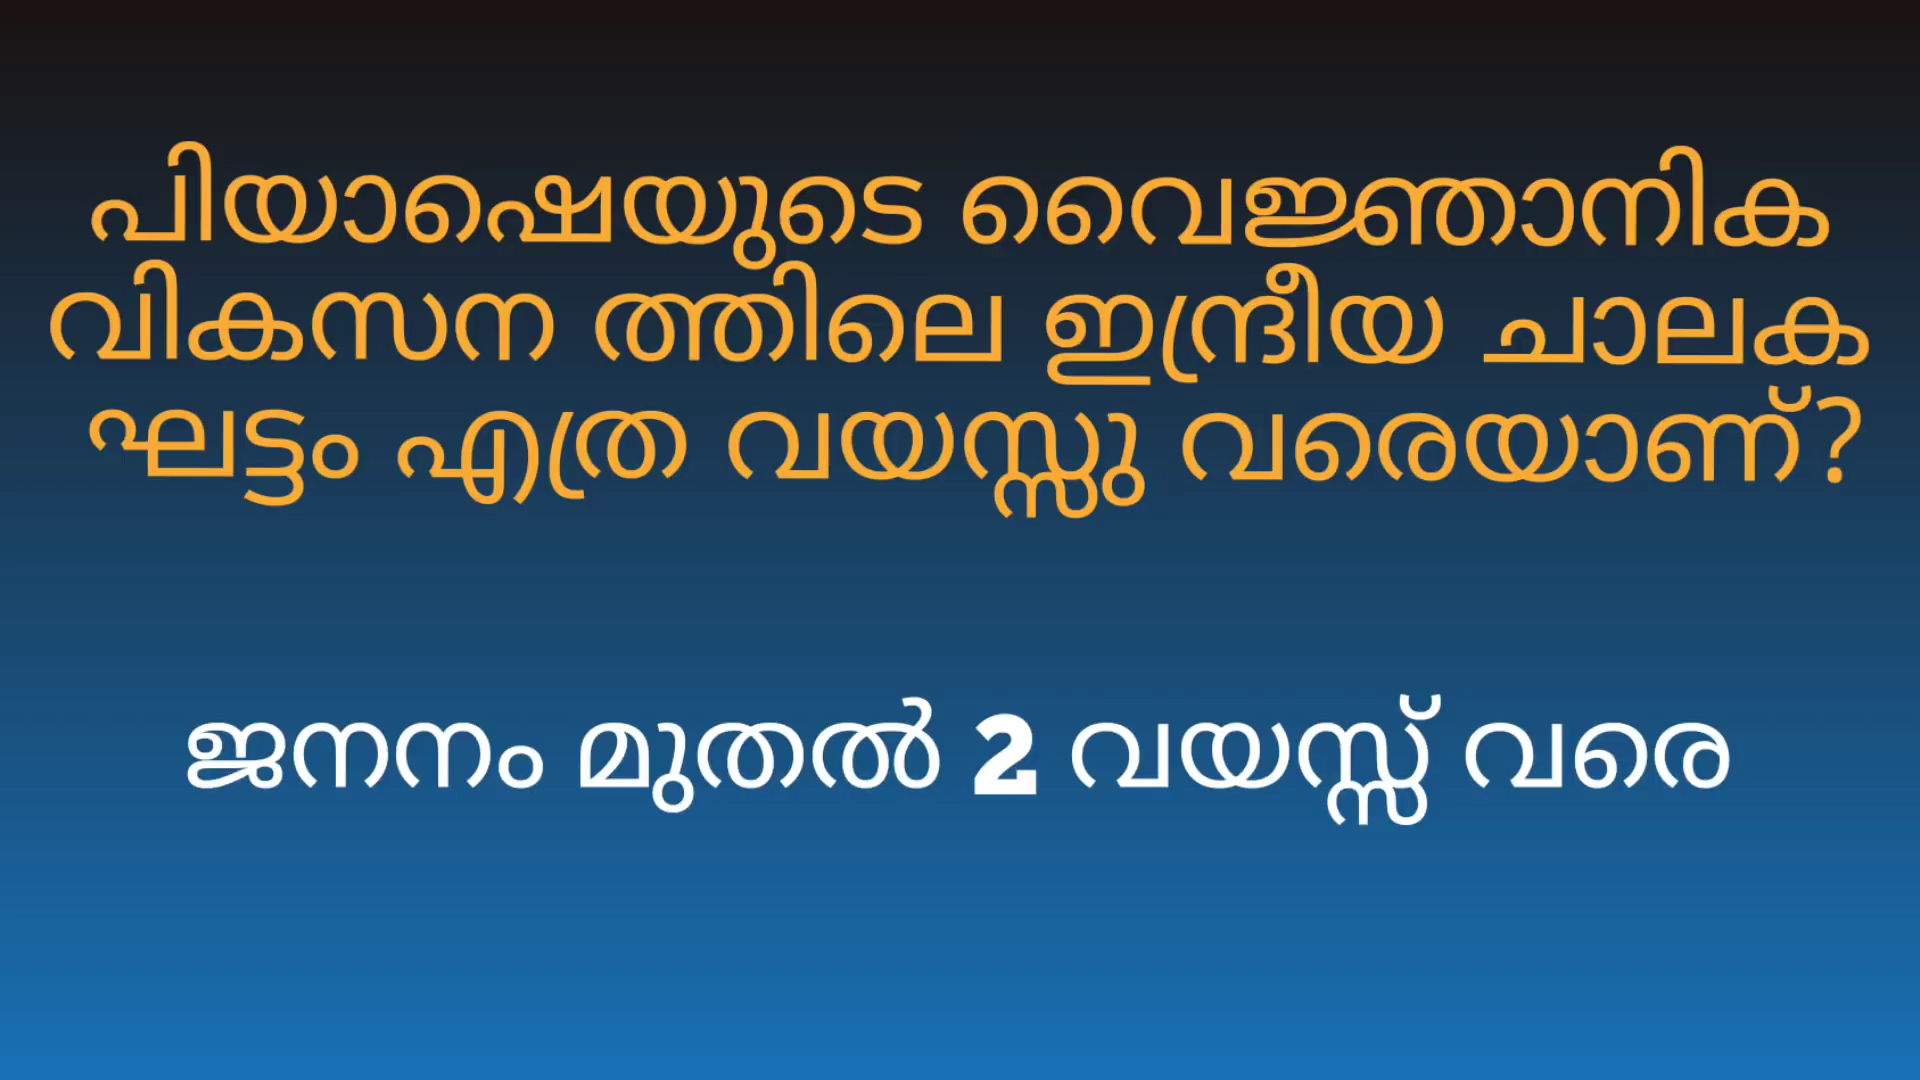 പിയാഷെയുടെ വൈജ്ഞാനിക
വികസന ത്തിലെ ഇന്ദ്രീയ ചാലക
ഘട്ടം എത്ര വയസ്സു വരെയാണ്?
ജനനം മുതൽ 2 വയസ്സ് വരെ